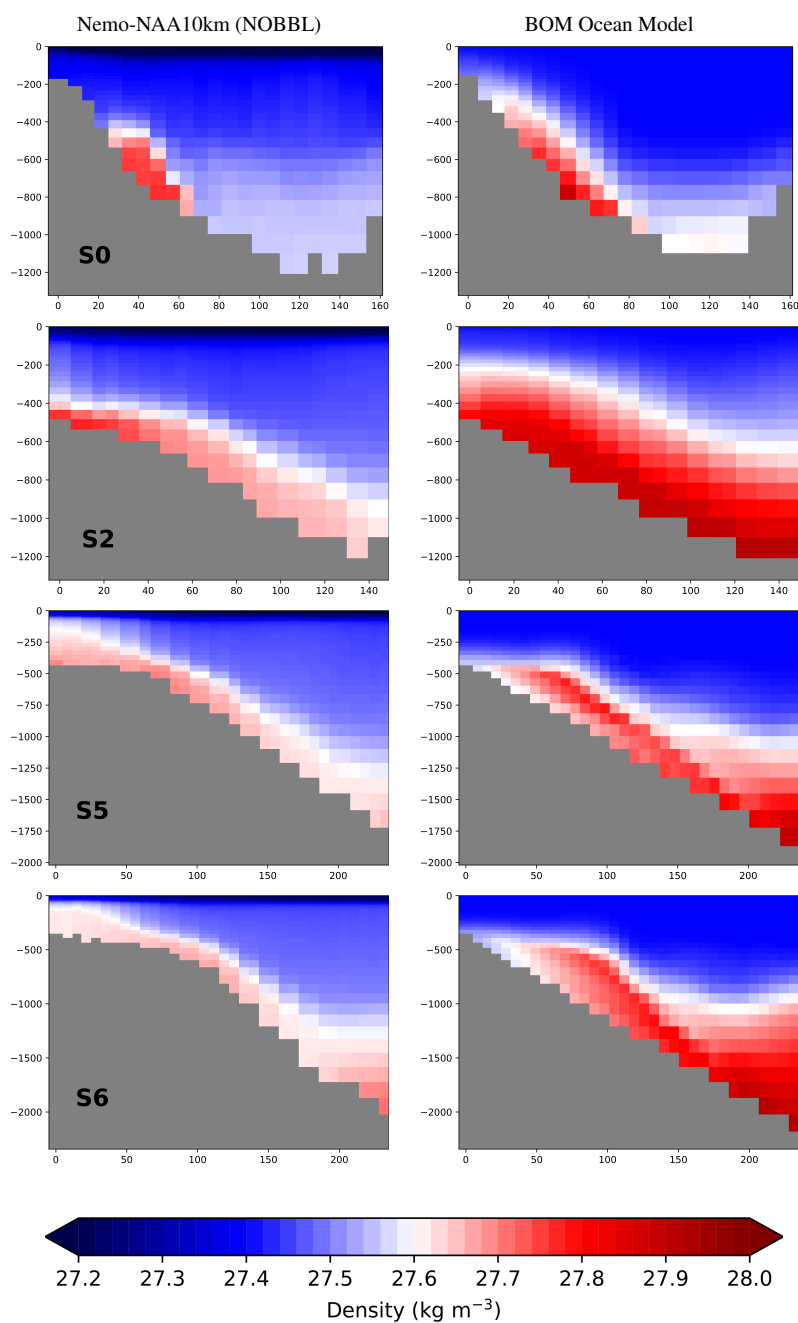 Nemo-NAA10km (NOBBL) BOM Ocean Model
0 0
−200 −200
−400 −400
−600 −600
−800 −800
−1000 −1000
−1200 −1200
S0
0 20 40 60 80 100 120 140 160 0 20 40 60 80 100 120 140 160
0 0
−200 −200
−400 −400
−600 −600
−800 −800
−1000 −1000
−1200 −1200
S2
0 20 40 60 80 100 120 140 0 20 40 60 80 100 120 140
0 0
−250 −250
−500 −500
−750 −750
−1000 −1000
−1250 −1250
−1500 −1500
−1750 −1750
−2000 −2000
S5
0 50 100 150 200 0 50 100 150 200
0 0
−500 −500
−1000 −1000
−1500 −1500
−2000 −2000
S6
0 50 100 150 200 0 50 100 150 200
27.2 27.3 27.4 27.5 27.6 27.7 27.8 27.9 28.0
Density (kg m⁻³)